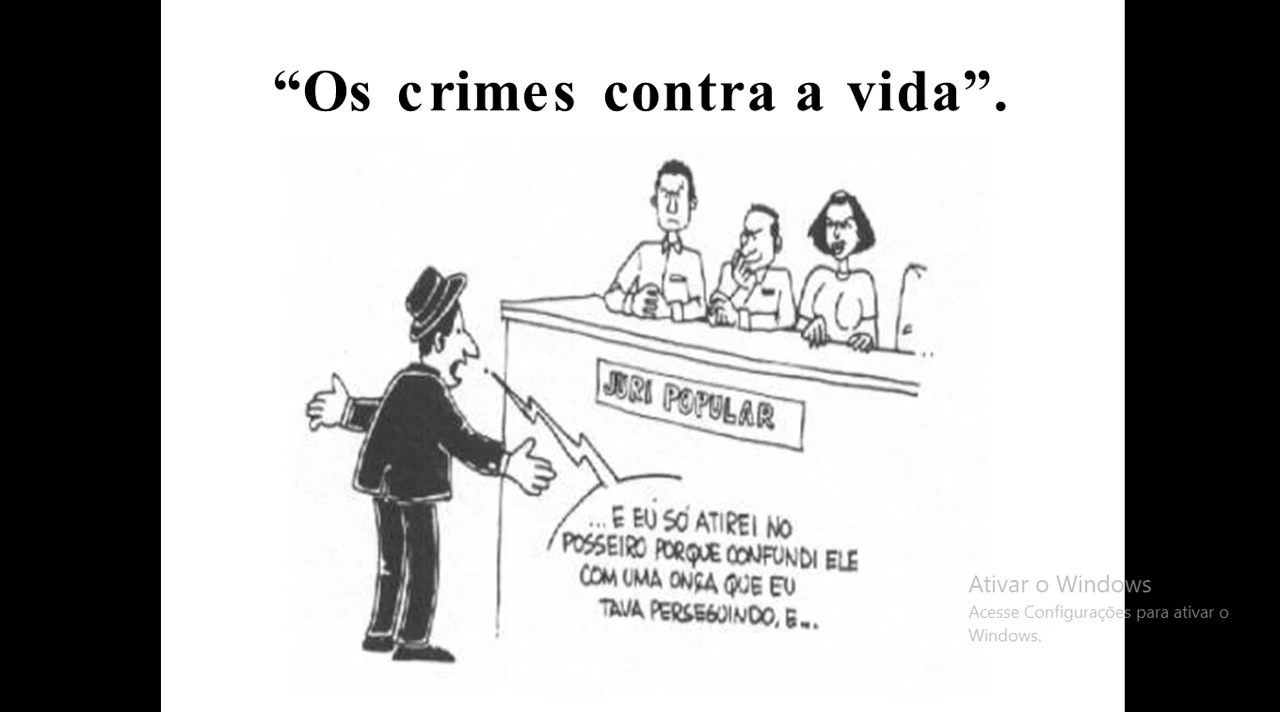 “Os crimes contra a vida”.
JÚRI POPULAR
...E EU SÓ ATIREI NO
POSSEIRO PORQUE CONFUNDI ELE
COM UMA ONÇA QUE EU
TAVA PERSEGUINDO, E...
Ativar o Windows
Acesse Configurações para ativar o
Windows.